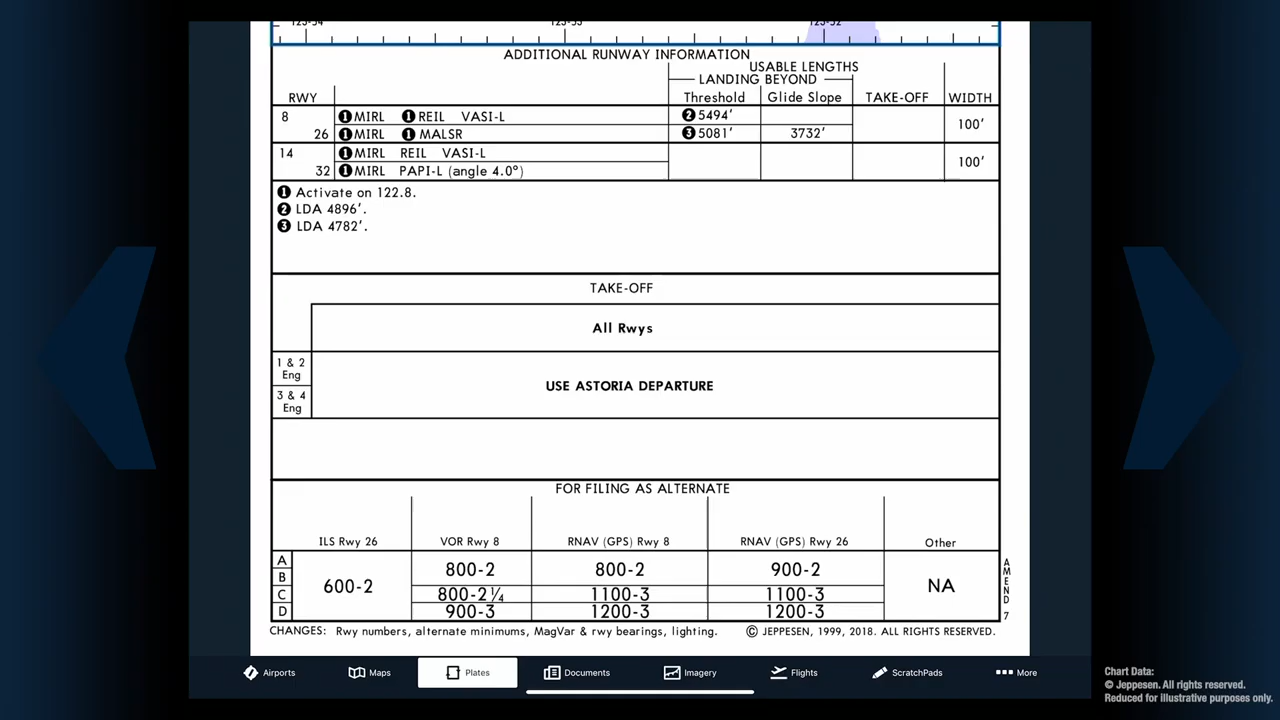 123-54 123-53 123-52
ADDITIONAL RUNWAY INFORMATION
USABLE LENGTHS
LANDING BEYOND
RWY Threshold Glide Slope TAKE-OFF WIDTH
8 ❶MIRL ❶REIL VASI-L ❷5494'
26 ❶MIRL ❶MALSR ❸5081' 3732' 100'
14 ❶MIRL REIL VASI-L
32 ❶MIRL PAPI-L (angle 4.0°) 100'
❶ Activate on 122.8.
❷ LDA 4896'.
❸ LDA 4782'.
TAKE-OFF
All Rwys
1 & 2
Eng
3 & 4
Eng
USE ASTORIA DEPARTURE
FOR FILING AS ALTERNATE
ILS Rwy 26 VOR Rwy 8 RNAV (GPS) Rwy 8 RNAV (GPS) Rwy 26 Other
A
B
C
D
600-2
800-2 800-2 900-2
800-2¼ 1100-3 1100-3
900-3 1200-3 1200-3
NA
AMEND 7
CHANGES: Rwy numbers, alternate minimums, MagVar & rwy bearings, lighting. © JEPPESEN, 1999, 2018. ALL RIGHTS RESERVED.
Airports Maps Plates Documents Imagery Flights ScratchPads More
Chart Data:
© Jeppesen. All rights reserved.
Reduced for illustrative purposes only.